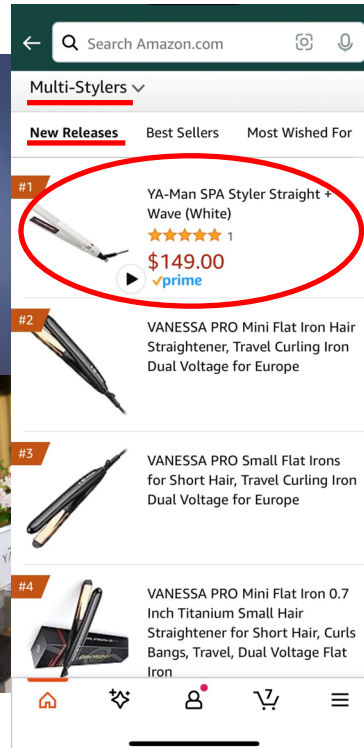 Search Amazon.com
Multi-Stylers
New Releases Best Sellers Most Wished For
#1
YA-Man SPA Styler Straight +
Wave (White)
1
$149.00
prime
#2
VANESSA PRO Mini Flat Iron Hair
Straightener, Travel Curling Iron
Dual Voltage for Europe
#3
VANESSA PRO Small Flat Irons
for Short Hair, Travel Curling Iron
Dual Voltage for Europe
#4
VANESSA PRO Mini Flat Iron 0.7
Inch Titanium Small Hair
Straightener for Short Hair, Curls
Bangs, Travel, Dual Voltage Flat
Iron
7